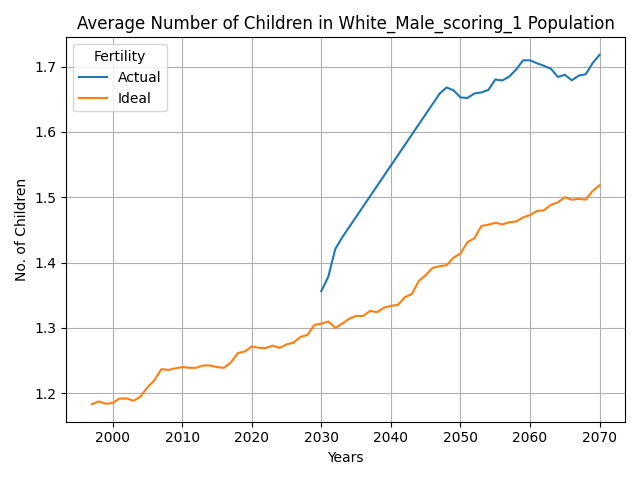 Average Number of Children in White_Male_scoring_1 Population
Fertility
Actual
Ideal
No. of Children
1.7
1.6
1.5
1.4
1.3
1.2
2000 2010 2020 2030 2040 2050 2060 2070
Years